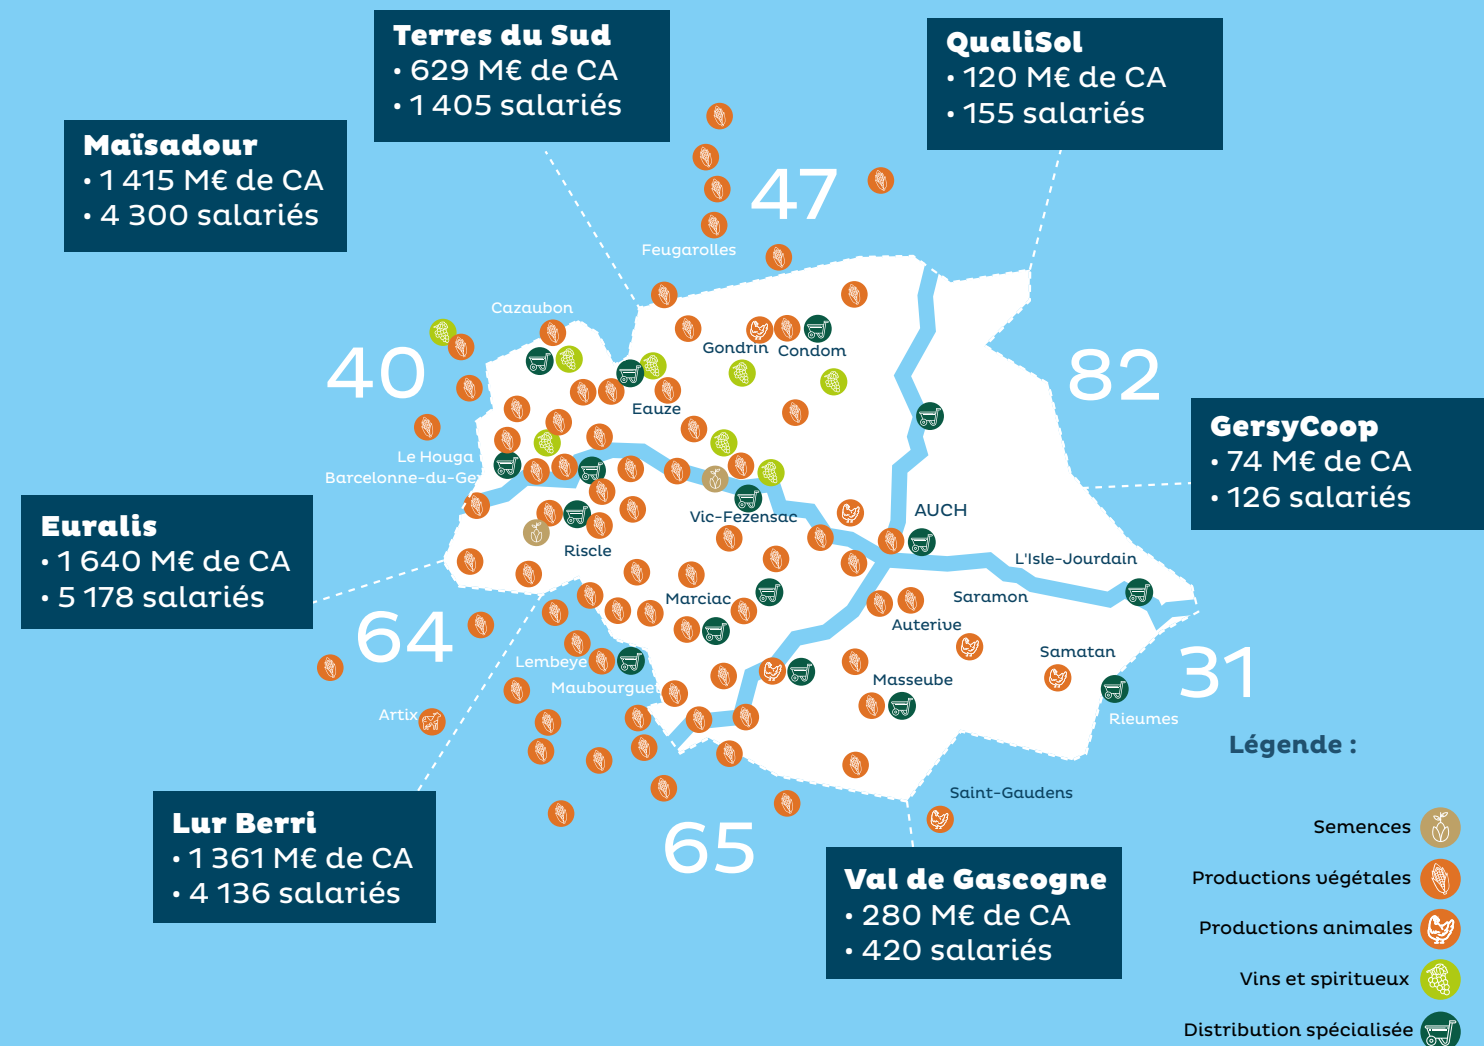 Terres du Sud
• 629 M€ de CA
• 1 405 salariés
QualiSol
• 120 M€ de CA
• 155 salariés
Maïsadour
• 1 415 M€ de CA
• 4 300 salariés
47
Feugarolles
Cazaubon
40
Gondrin
Condom
82
Eauze
GersyCoop
• 74 M€ de CA
• 126 salariés
Le Houga
Barcelonne-du-Ge
Euralis
• 1 640 M€ de CA
• 5 178 salariés
Vic-Fezensac
AUCH
Riscle
L'Isle-Jourdain
Marciac
Saramon
Auterive
64
Lembeye
Samatan
31
Maubourguet
Masseube
Artix
Rieumes
Légende :
Saint-Gaudens
Lur Berri
• 1 361 M€ de CA
• 4 136 salariés
65
Val de Gascogne
• 280 M€ de CA
• 420 salariés
Semences
Productions végétales
Productions animales
Vins et spiritueux
Distribution spécialisée